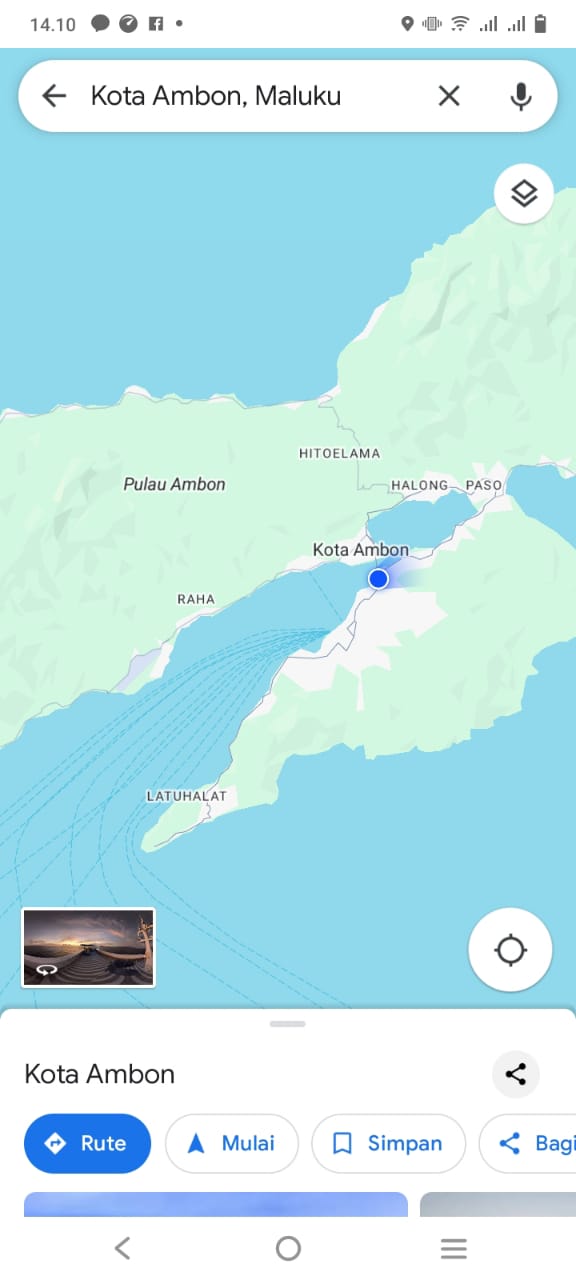 14.10
Kota Ambon, Maluku
HITOELAMA
Pulau Ambon
HALONG
PASO
Kota Ambon
RAHA
LATUHALAT
Kota Ambon
Rute
Mulai
Simpan
Bagi